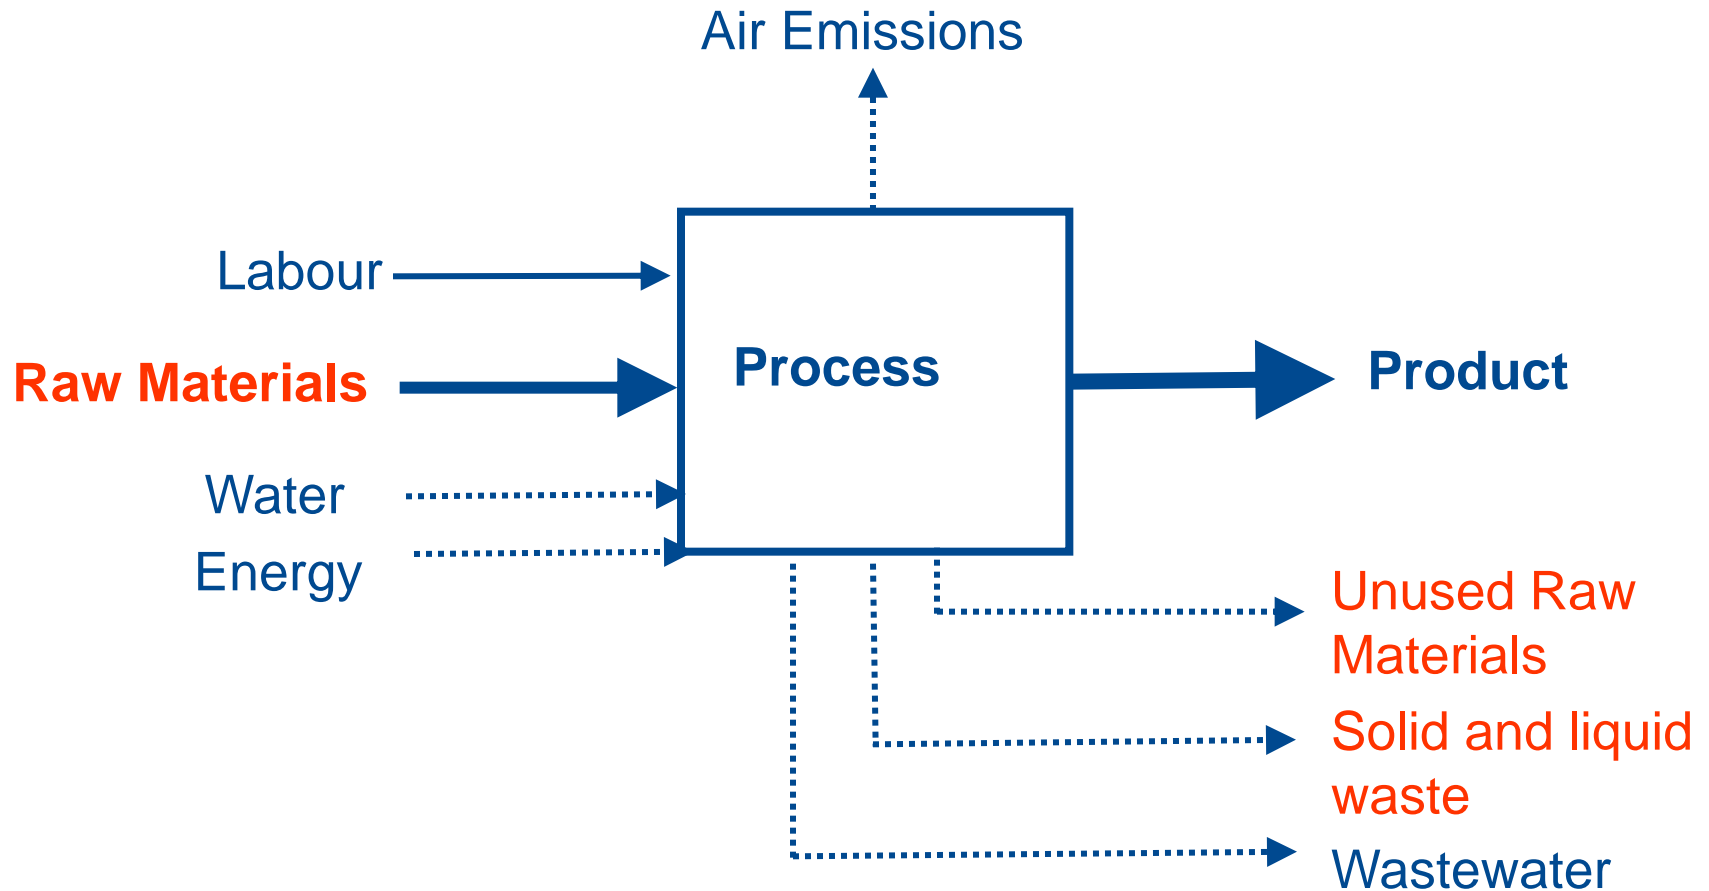 Air Emissions
Labour
Raw Materials
Process
Product
Water
Energy
Unused Raw
Materials
Solid and liquid
waste
Wastewater